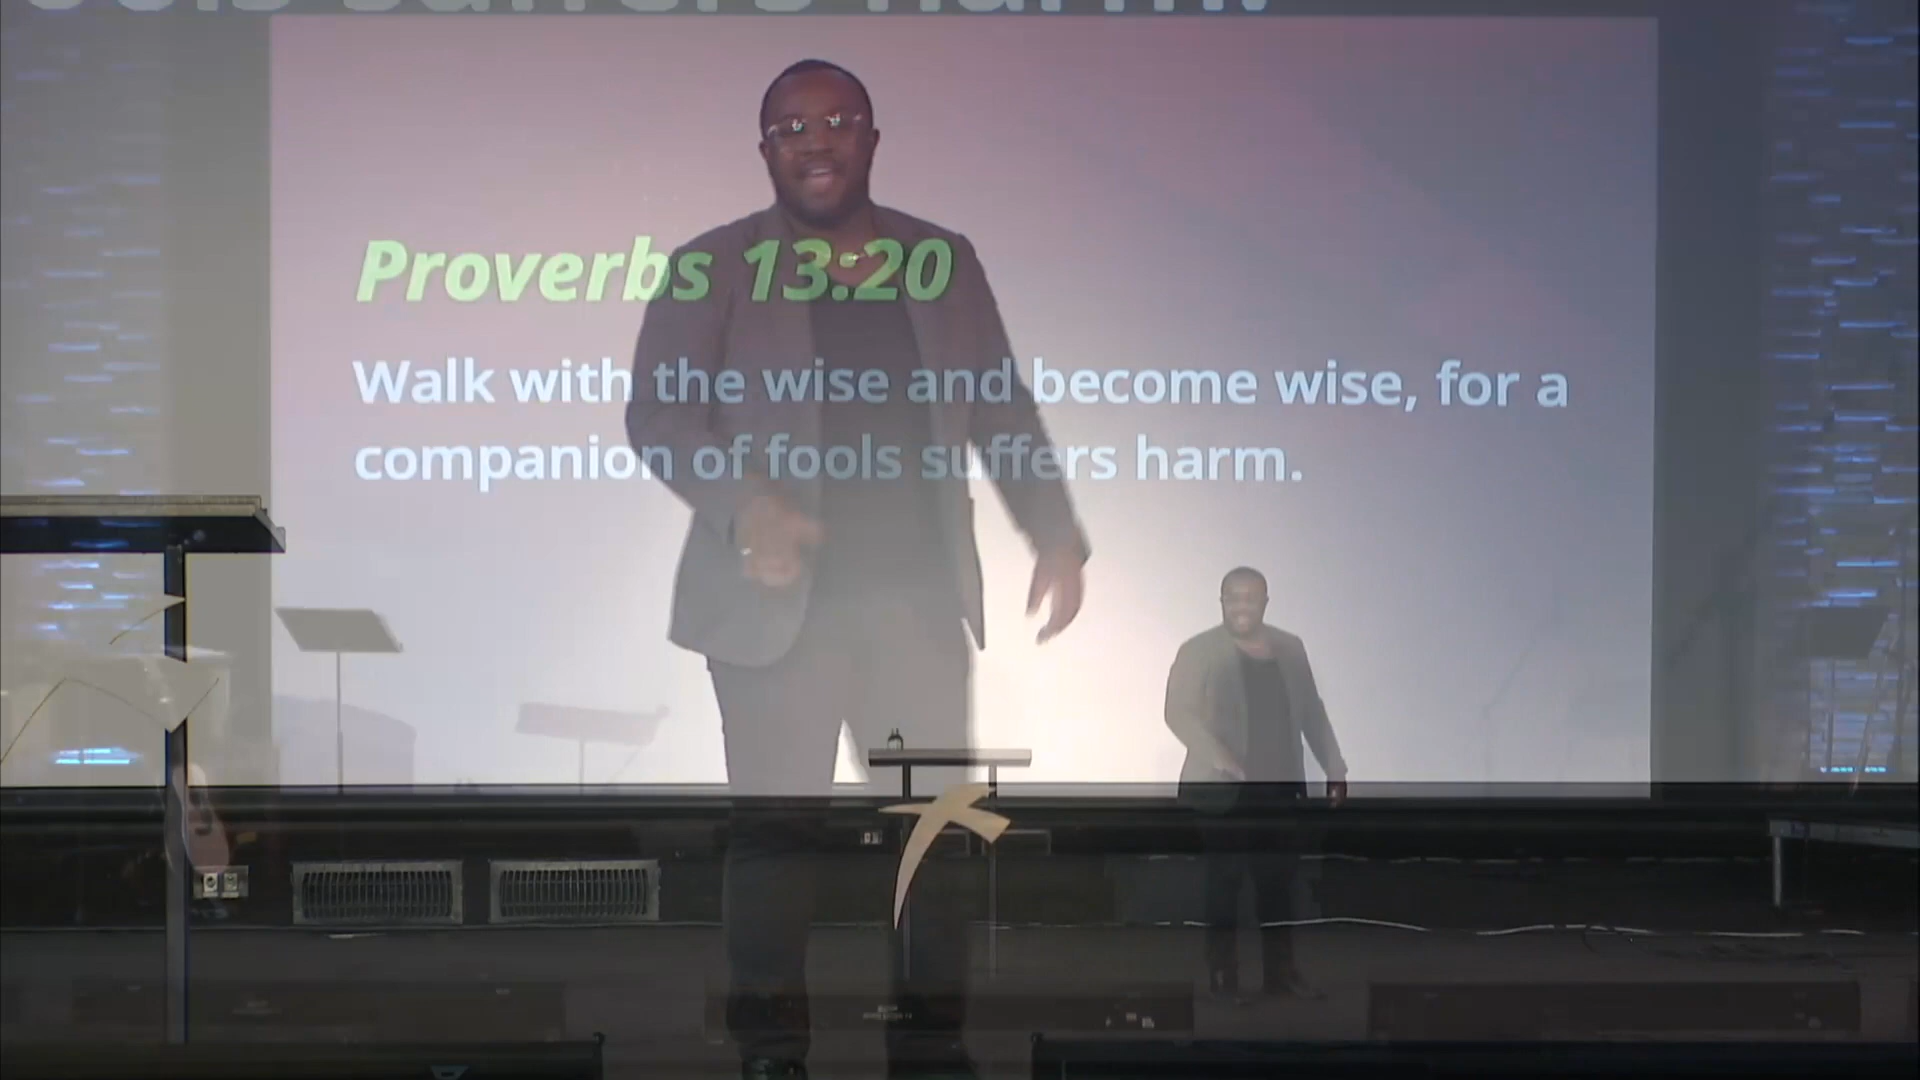 Proverbs 13:20
Walk with the wise and become wise, for a
companion of fools suffers harm.